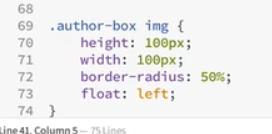 68
69 .author-box img {
70 height: 100px;
71 width: 100px;
72 border-radius: 50%;
73 float: left;
74 }
Line 41, Column 5 — 75 Lines